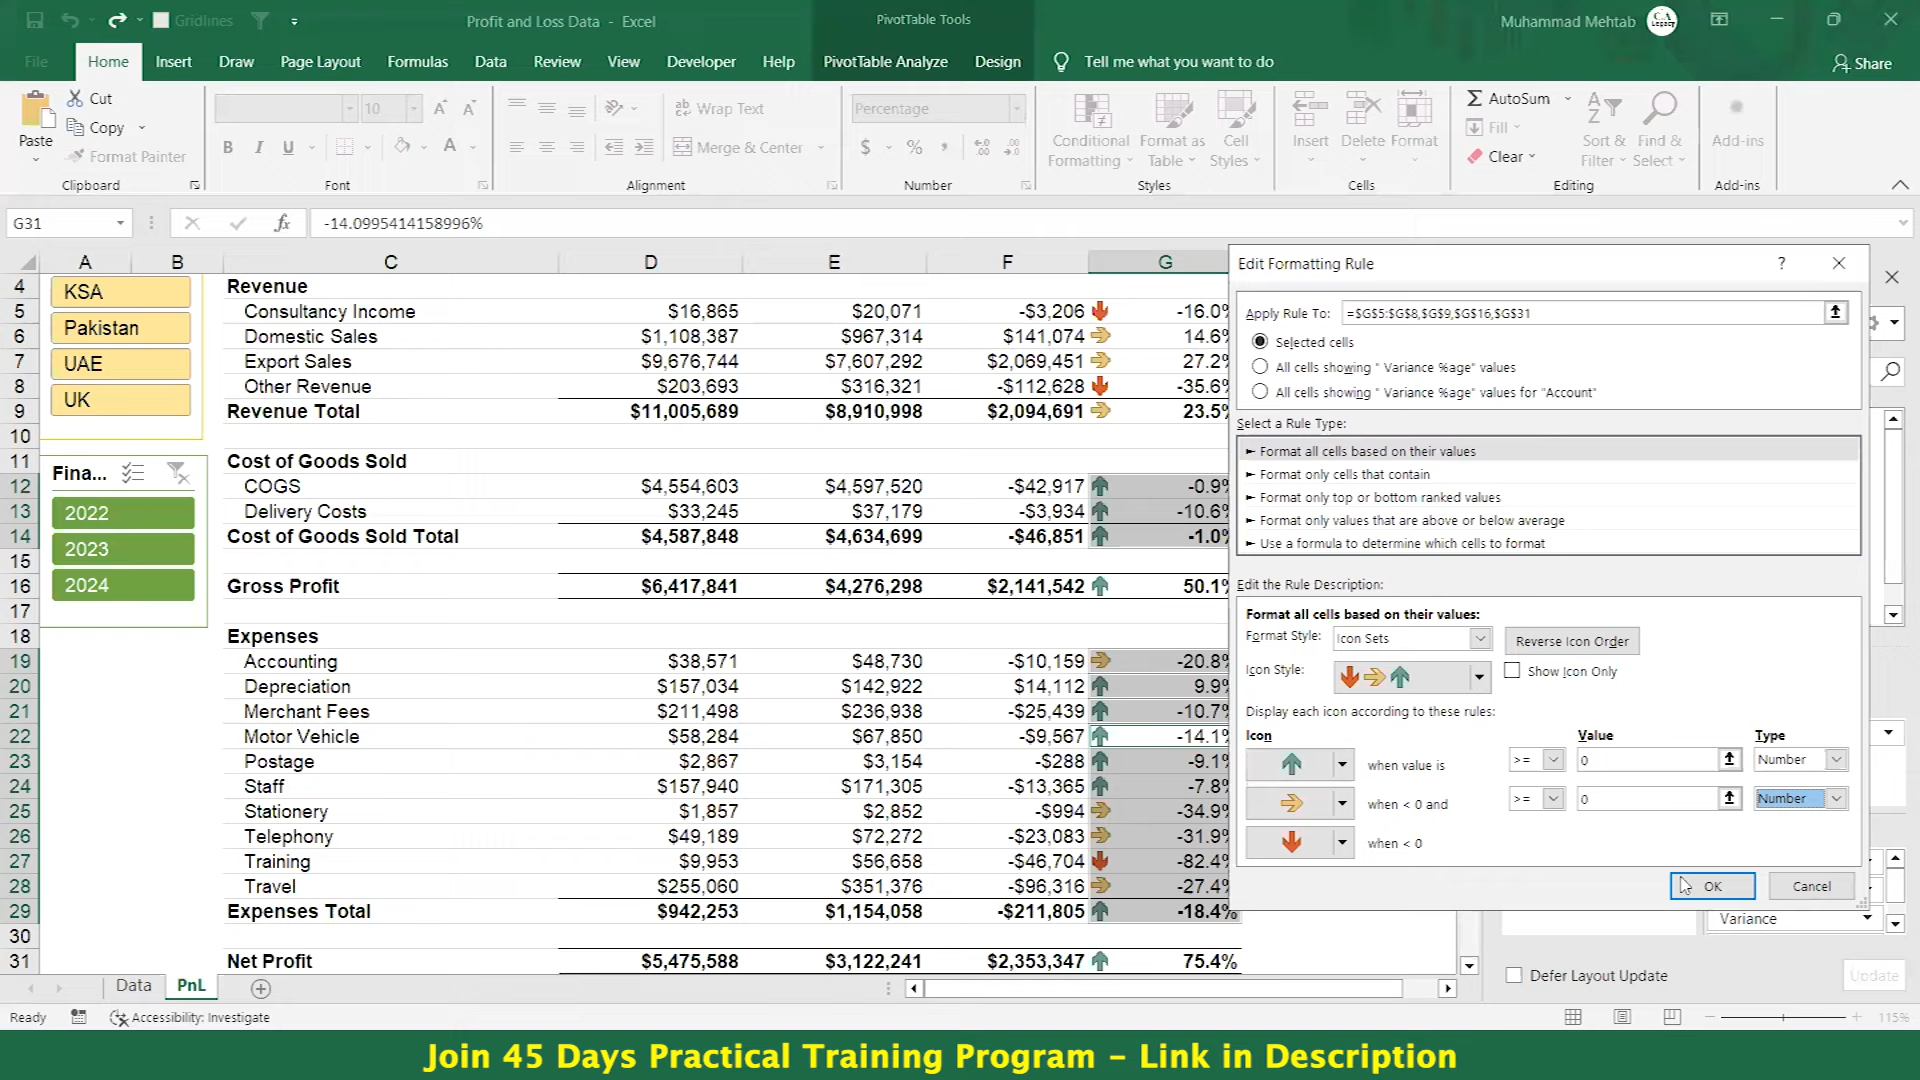 Gridlines
Profit and Loss Data - Excel
PivotTable Tools
Muhammad Mehtab
File Home Insert Draw Page Layout Formulas Data Review View Developer Help PivotTable Analyze Design Tell me what you want to do Share
Paste
Cut
Copy
Format Painter
Clipboard
10
B I U
Font
Wrap Text
Merge & Center
Alignment
Percentage
$ % ,
Number
Conditional Formatting
Format as Table
Cell Styles
Styles
Insert Delete Format
Cells
AutoSum
Fill
Clear
Sort & Filter
Find & Select
Editing
Add-ins
Add-ins
G31 fx -14.0995414158996%
A B C D E F G
4 KSA Revenue
5 Consultancy Income $16,865 $20,071 -$3,206 -16.0%
6 Pakistan Domestic Sales $1,108,387 $967,314 $141,074 14.6%
7 UAE Export Sales $9,676,744 $7,607,292 $2,069,451 27.2%
8 UK Other Revenue $203,693 $316,321 -$112,628 -35.6%
9 Revenue Total $11,005,689 $8,910,998 $2,094,691 23.5%
10
11 Fina... Cost of Goods Sold
12 COGS $4,554,603 $4,597,520 -$42,917 -0.9%
13 2022 Delivery Costs $33,245 $37,179 -$3,934 -10.6%
14 2023 Cost of Goods Sold Total $4,587,848 $4,634,699 -$46,851 -1.0%
15
16 2024 Gross Profit $6,417,841 $4,276,298 $2,141,542 50.1%
17
18 Expenses
19 Accounting $38,571 $48,730 -$10,159 -20.8%
20 Depreciation $157,034 $142,922 $14,112 9.9%
21 Merchant Fees $211,498 $236,938 -$25,439 -10.7%
22 Motor Vehicle $58,284 $67,850 -$9,567 -14.1%
23 Postage $2,867 $3,154 -$288 -9.1%
24 Staff $157,940 $171,305 -$13,365 -7.8%
25 Stationery $1,857 $2,852 -$994 -34.9%
26 Telephony $49,189 $72,272 -$23,083 -31.9%
27 Training $9,953 $56,658 -$46,704 -82.4%
28 Travel $255,060 $351,376 -$96,316 -27.4%
29 Expenses Total $942,253 $1,154,058 -$211,805 -18.4%
30
31 Net Profit $5,475,588 $3,122,241 $2,353,347 75.4%
Edit Formatting Rule ?
Apply Rule To: =$G$5:$G$8,$G$9,$G$16,$G$31
Selected cells
All cells showing " Variance %age" values
All cells showing " Variance %age" values for "Account"
Select a Rule Type:
► Format all cells based on their values
► Format only cells that contain
► Format only top or bottom ranked values
► Format only values that are above or below average
► Use a formula to determine which cells to format
Edit the Rule Description:
Format all cells based on their values:
Format Style: Icon Sets Reverse Icon Order
Icon Style: Show Icon Only
Display each icon according to these rules:
Icon Value Type
when value is >= 0 Number
when < 0 and >= 0 Number
when < 0
OK Cancel
Variance
Defer Layout Update Update
Data PnL
Ready Accessibility: Investigate 115%
Join 45 Days Practical Training Program – Link in Description